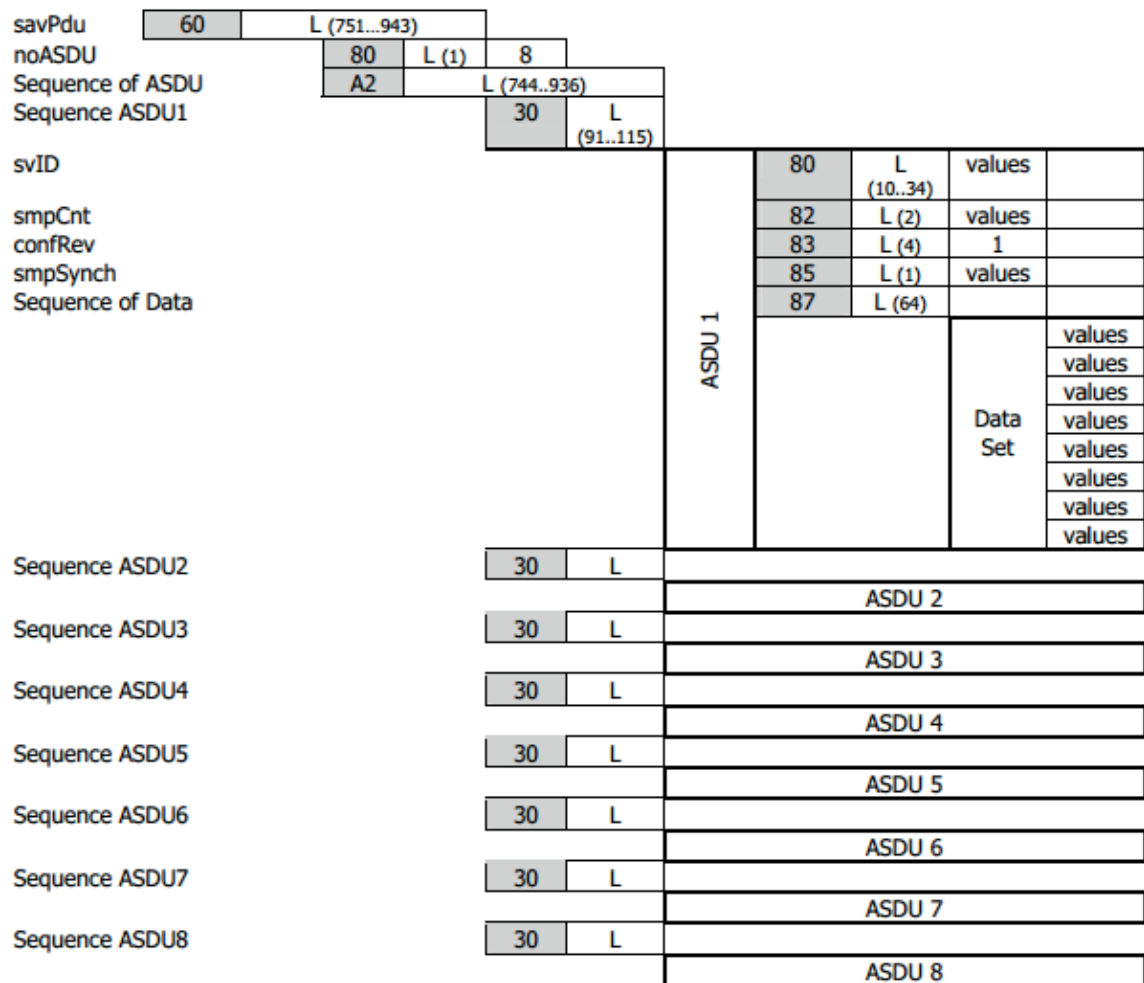 savPdu 60 L (751...943)
noASDU 80 L (1) 8
Sequence of ASDU A2 L (744..936)
Sequence ASDU1 30 L
(91..115)
svID 80 L values
(10..34)
smpCnt 82 L (2) values
confRev 83 L (4) 1
smpSynch 85 L (1) values
Sequence of Data 87 L (64)
ASDU 1
Data
Set
values
values
values
values
values
values
values
values
Sequence ASDU2 30 L
ASDU 2
Sequence ASDU3 30 L
ASDU 3
Sequence ASDU4 30 L
ASDU 4
Sequence ASDU5 30 L
ASDU 5
Sequence ASDU6 30 L
ASDU 6
Sequence ASDU7 30 L
ASDU 7
Sequence ASDU8 30 L
ASDU 8